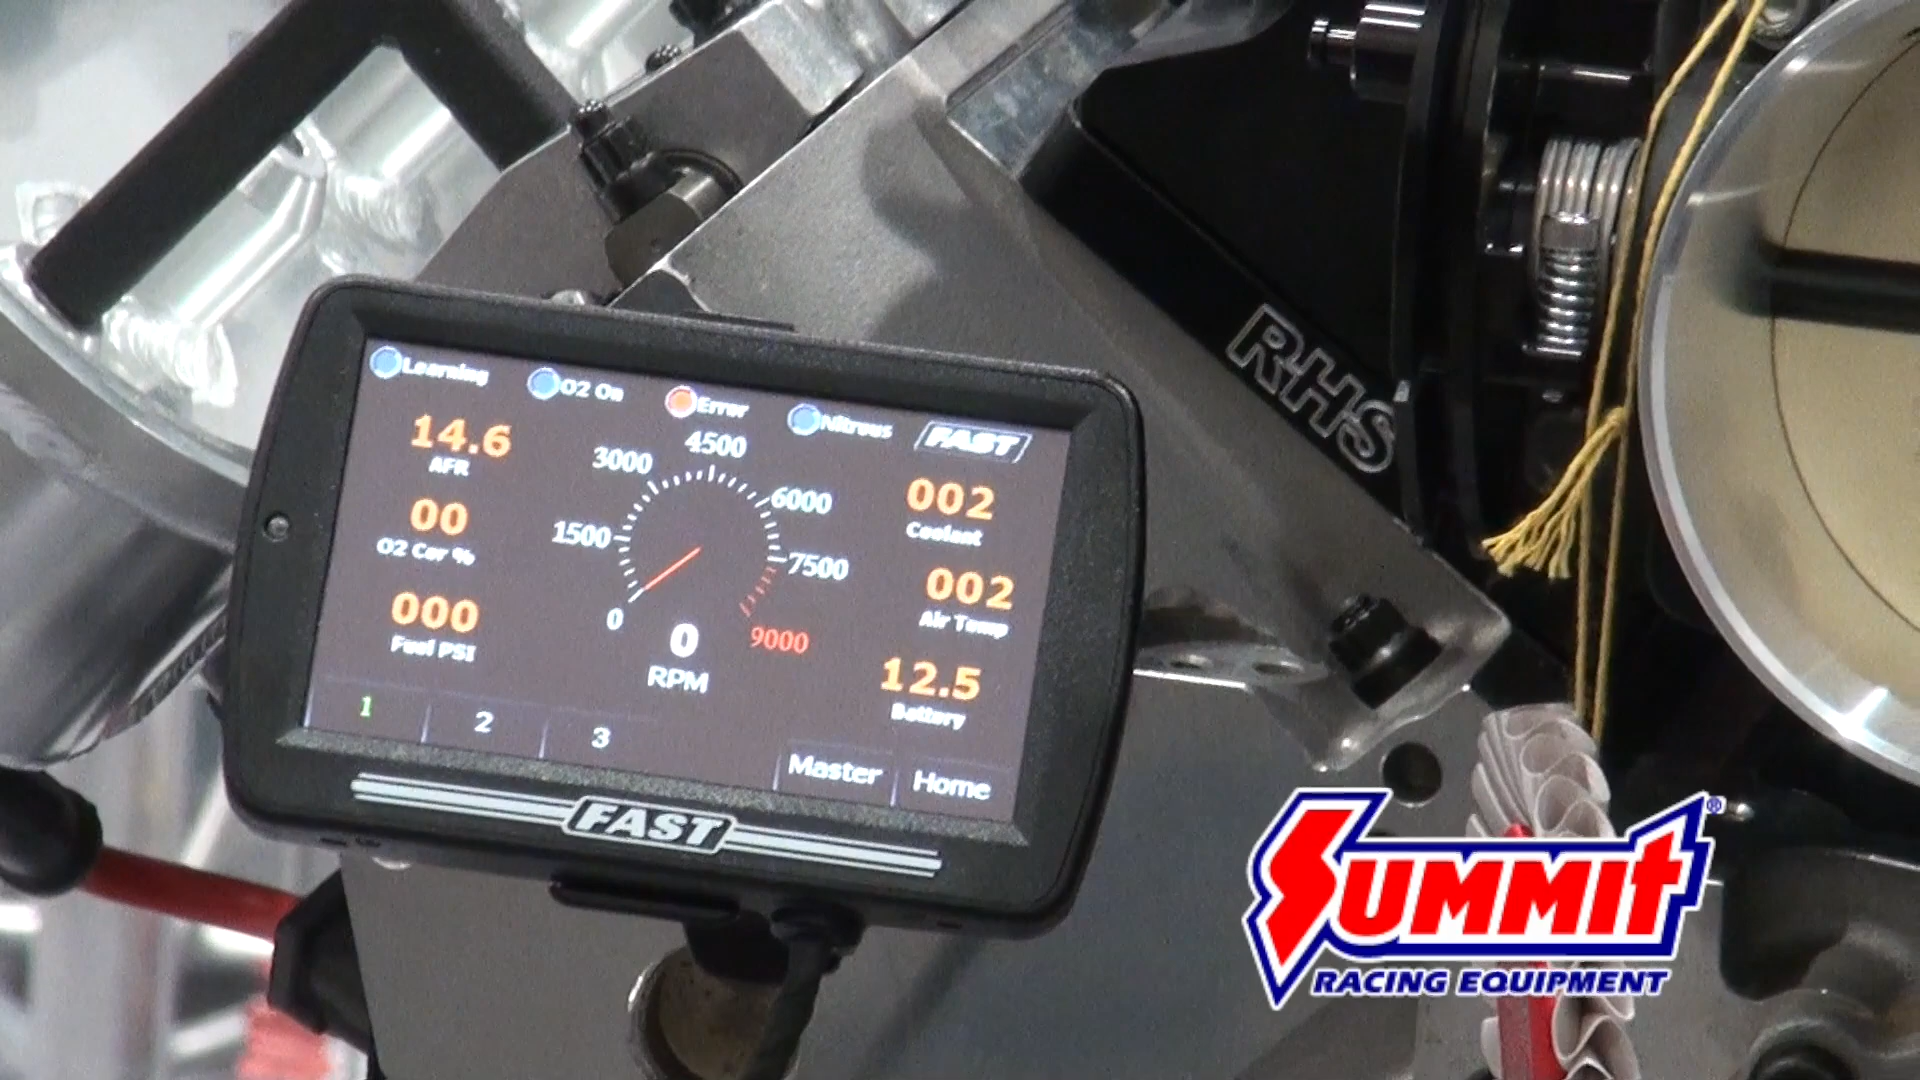 Learning O2 On Error Nitrous FAST
14.6
AFR
00
O2 Cor %
000
Fuel PSI
0 1500 3000 4500 6000 7500 9000
0
RPM
002
Coolant
002
Air Temp
12.5
Battery
1 2 3 Master Home
FAST
RHS
SUMMIT®
RACING EQUIPMENT